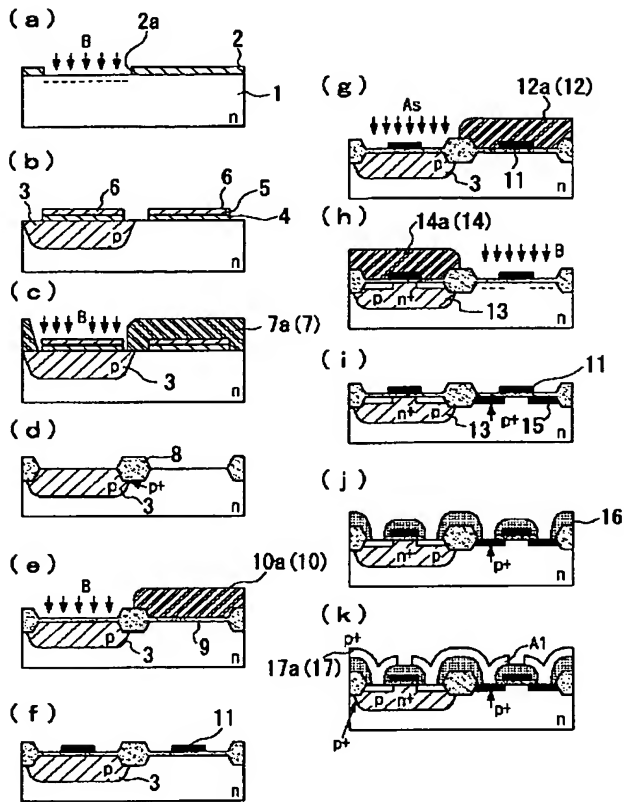 (a)
B
2a
2
1
n
(b)
3
6
6
5
4
p
n
(c)
B
7a(7)
p
3
n
(d)
8
p
p+
3
n
(e)
B
10a(10)
p
3
9
n
(f)
11
p
3
n
(g)
As
12a(12)
p
3
11
n
(h)
14a(14)
B
p
n+
13
n
(i)
11
n+
p
13
p+
15
n
(j)
16
n+
p
p+
n
(k)
p+
17a(17)
A1
p
n+
p+
p+
n